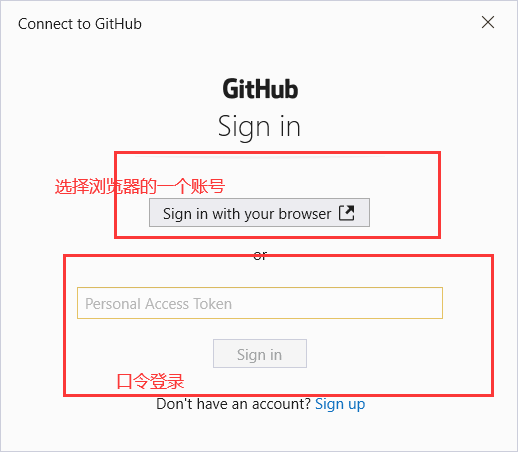 Connect to GitHub
GitHub
Sign in
选择浏览器的一个账号
Sign in with your browser
or
Personal Access Token
Sign in
口令登录
Don't have an account? Sign up